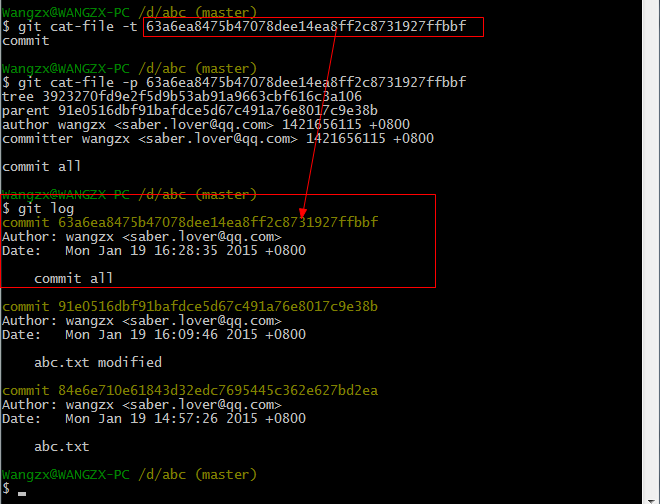 Wangzx@WANGZX-PC /d/abc (master)
$ git cat-file -t 63a6ea8475b47078dee14ea8ff2c8731927ffbbf
commit
Wangzx@WANGZX-PC /d/abc (master)
$ git cat-file -p 63a6ea8475b47078dee14ea8ff2c8731927ffbbf
tree 3923270fd9e2f5d9b53ab91a9663cbf616c3a106
parent 91e0516dbf91bafdce5d67c491a76e8017c9e38b
author wangzx <saber.lover@qq.com> 1421656115 +0800
committer wangzx <saber.lover@qq.com> 1421656115 +0800
commit all
Wangzx@WANGZX-PC /d/abc (master)
$ git log
commit 63a6ea8475b47078dee14ea8ff2c8731927ffbbf
Author: wangzx <saber.lover@qq.com>
Date:   Mon Jan 19 16:28:35 2015 +0800
commit all
commit 91e0516dbf91bafdce5d67c491a76e8017c9e38b
Author: wangzx <saber.lover@qq.com>
Date:   Mon Jan 19 16:09:46 2015 +0800
abc.txt modified
commit 84e6e710e61843d32edc7695445c362e627bd2ea
Author: wangzx <saber.lover@qq.com>
Date:   Mon Jan 19 14:57:26 2015 +0800
abc.txt
Wangzx@WANGZX-PC /d/abc (master)
$